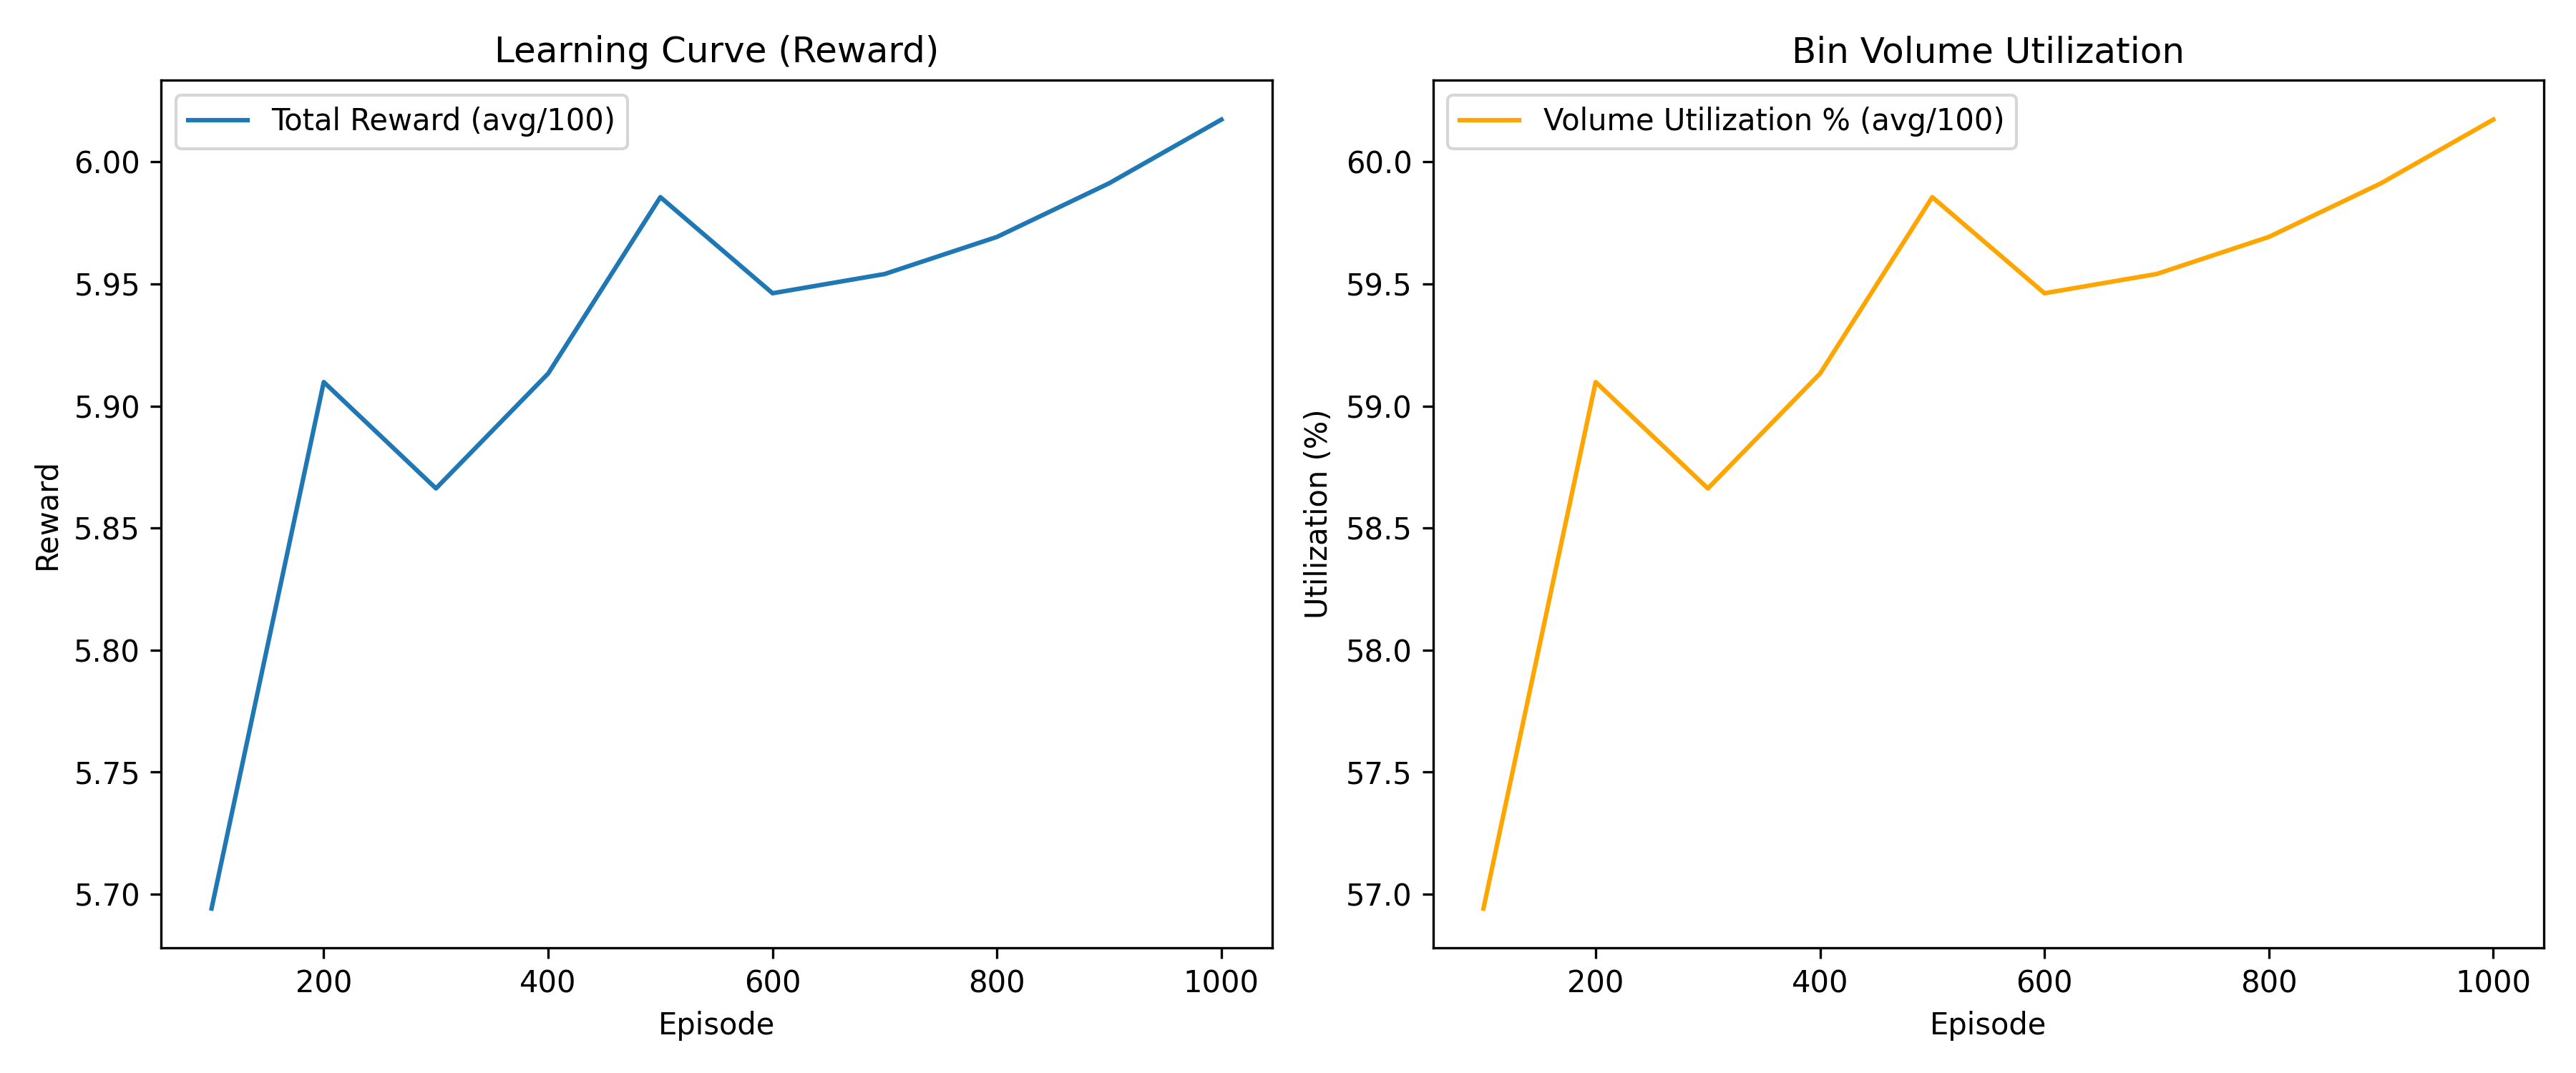 Learning Curve (Reward)
Total Reward (avg/100)
6.00
5.95
5.90
5.85
5.80
5.75
5.70
Reward
200 400 600 800 1000
Episode
Bin Volume Utilization
Volume Utilization % (avg/100)
60.0
59.5
59.0
58.5
58.0
57.5
57.0
Utilization (%)
200 400 600 800 1000
Episode